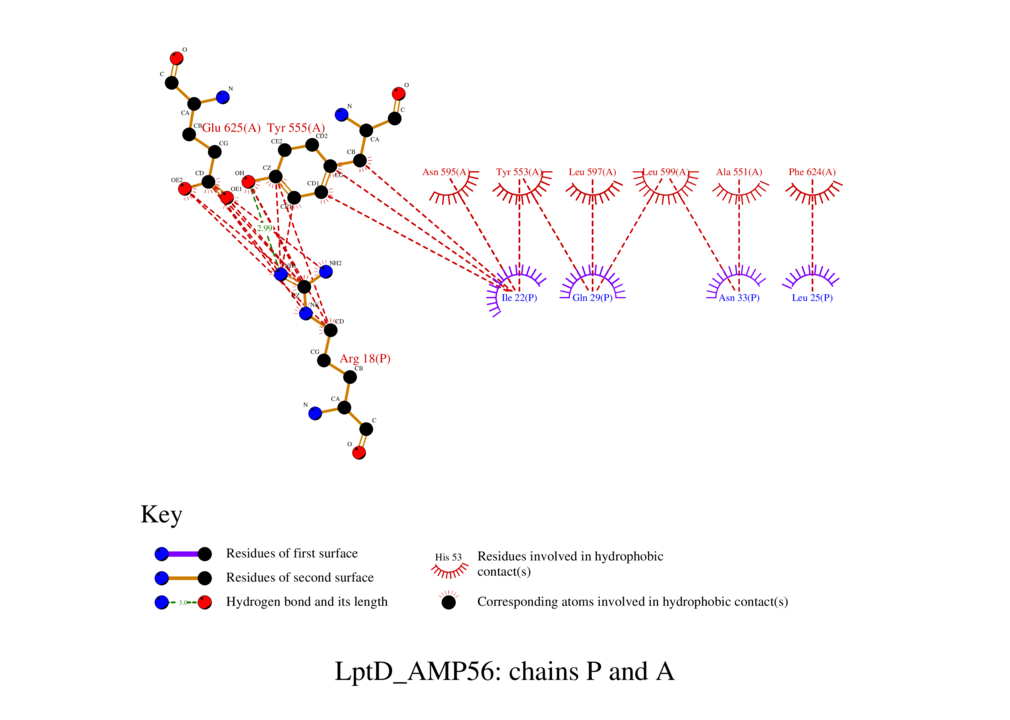 O
C
N
CA
CB
Glu 625(A)
Tyr 555(A)
CG
CD
OE2
OE1
O
N
C
CA
CD2
CE2
CB
CZ
OH
CD1
2.99
NH2
CD
CG
Arg 18(P)
CB
CA
N
C
O
Asn 595(A) Tyr 553(A) Leu 597(A) Leu 599(A) Ala 551(A) Phe 624(A)
Ile 22(P) Gln 29(P) Asn 33(P) Leu 25(P)
Key
Residues of first surface
Residues of second surface
3.0
Hydrogen bond and its length
His 53
Residues involved in hydrophobic
contact(s)
Corresponding atoms involved in hydrophobic contact(s)
LptD_AMP56: chains P and A